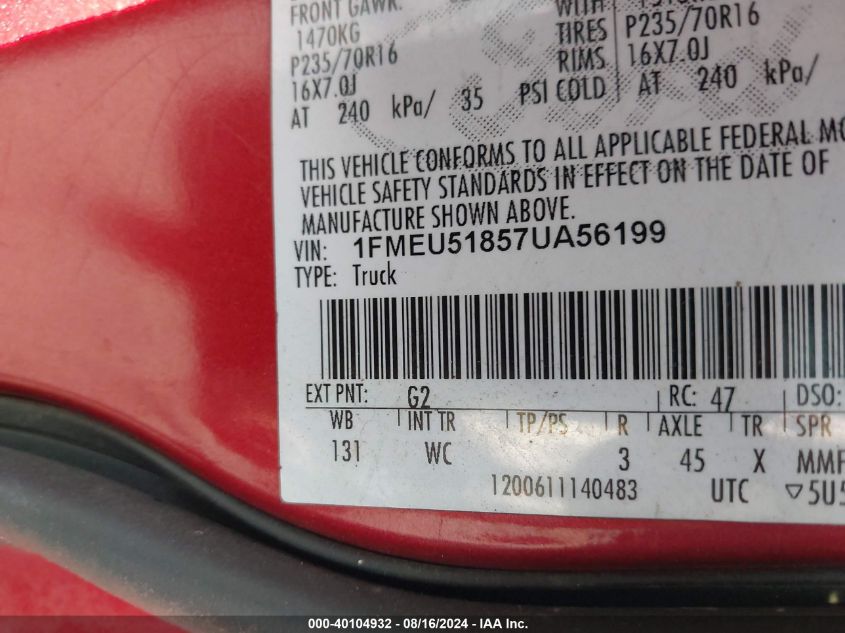 FRONT GAWR:
1470KG WITH
P235/70R16 TIRES P235/70R16
16X7.0J RIMS 16X7.0J
AT 240 kPa/ 35 PSI COLD AT 240 kPa/
THIS VEHICLE CONFORMS TO ALL APPLICABLE FEDERAL MO
VEHICLE SAFETY STANDARDS IN EFFECT ON THE DATE OF
MANUFACTURE SHOWN ABOVE.
VIN: 1FMEU51857UA56199
TYPE: Truck
EXT PNT: G2 RC: 47 DSO:
WB INT TR TP/PS R AXLE TR SPR
131 WC 3 45 X MMF
1200611140483 UTC ▽5U5
000-40104932 - 08/16/2024 - IAA Inc.